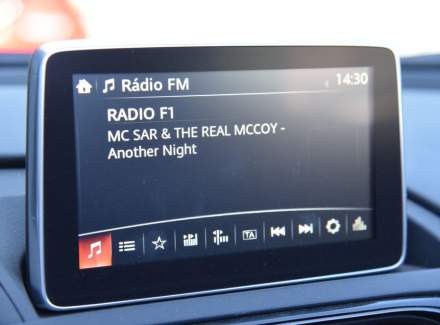 Rádio FM
14:30
RADIO F1
MC SAR & THE REAL MCCOY -
Another Night
TA